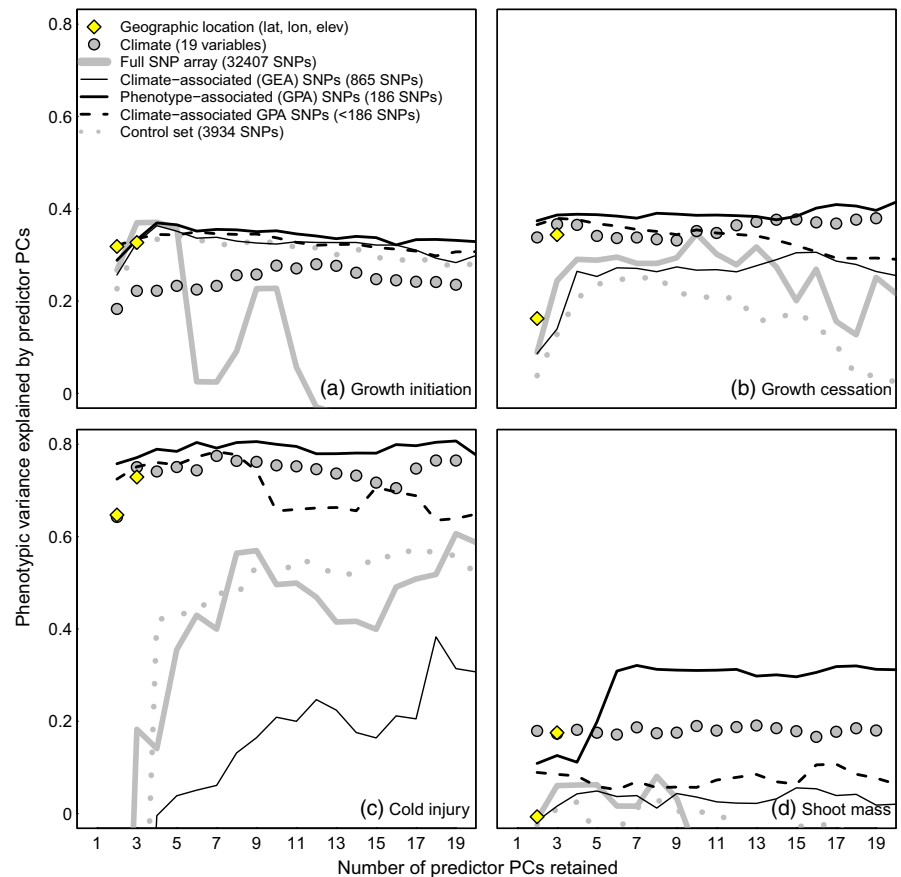 Phenotypic variance explained by predictor PCs
0.8
0.6
0.4
0.2
0
Geographic location (lat, lon, elev)
Climate (19 variables)
Full SNP array (32407 SNPs)
Climate−associated (GEA) SNPs (865 SNPs)
Phenotype−associated (GPA) SNPs (186 SNPs)
Climate−associated GPA SNPs (<186 SNPs)
Control set (3934 SNPs)
(a) Growth initiation
(b) Growth cessation
0.8
0.6
0.4
0.2
0
(c) Cold injury
(d) Shoot mass
1 3 5 7 9 11 13 15 17 19
1 3 5 7 9 11 13 15 17 19
Number of predictor PCs retained